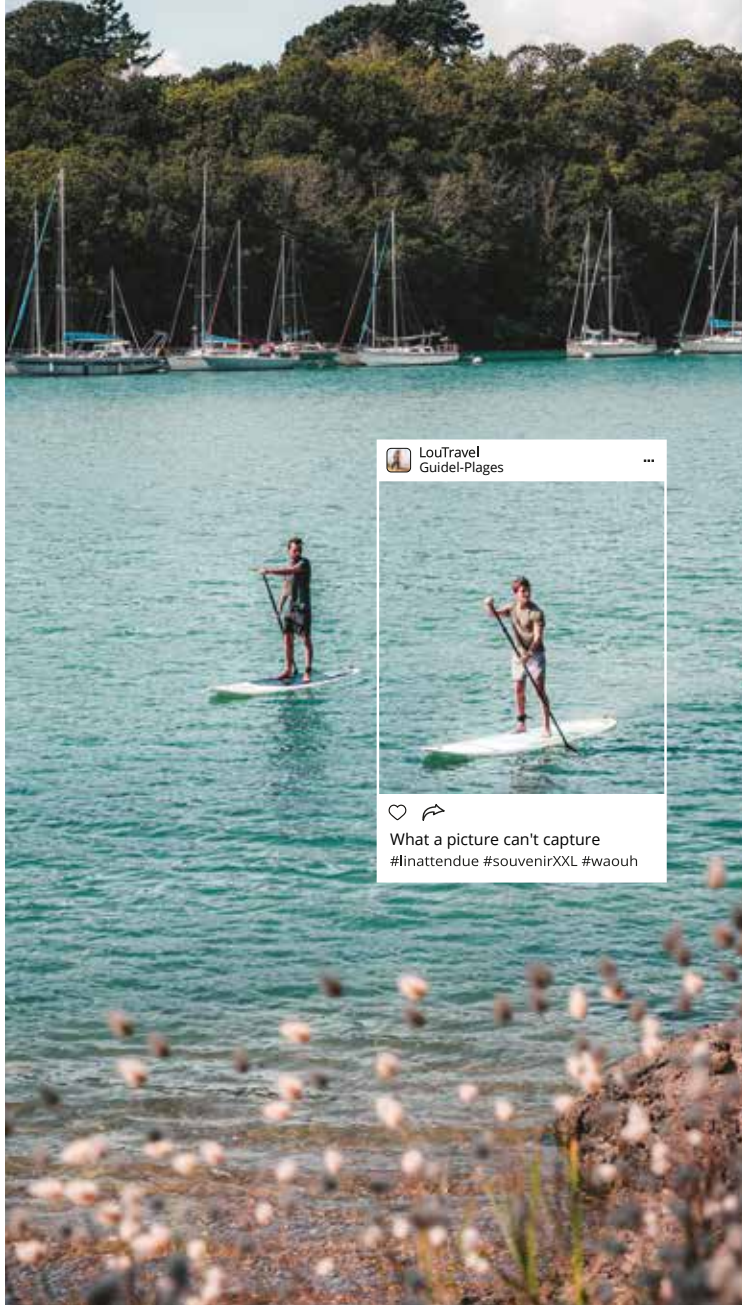 LouTravel
Guidel-Plages
...
What a picture can't capture
#linattendue #souvenirXXL #waouh